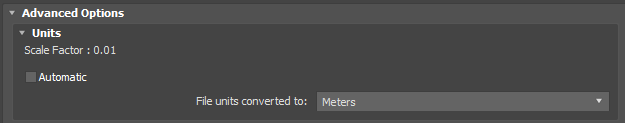 Advanced Options
Units
Scale Factor : 0.01
Automatic
File units converted to: Meters